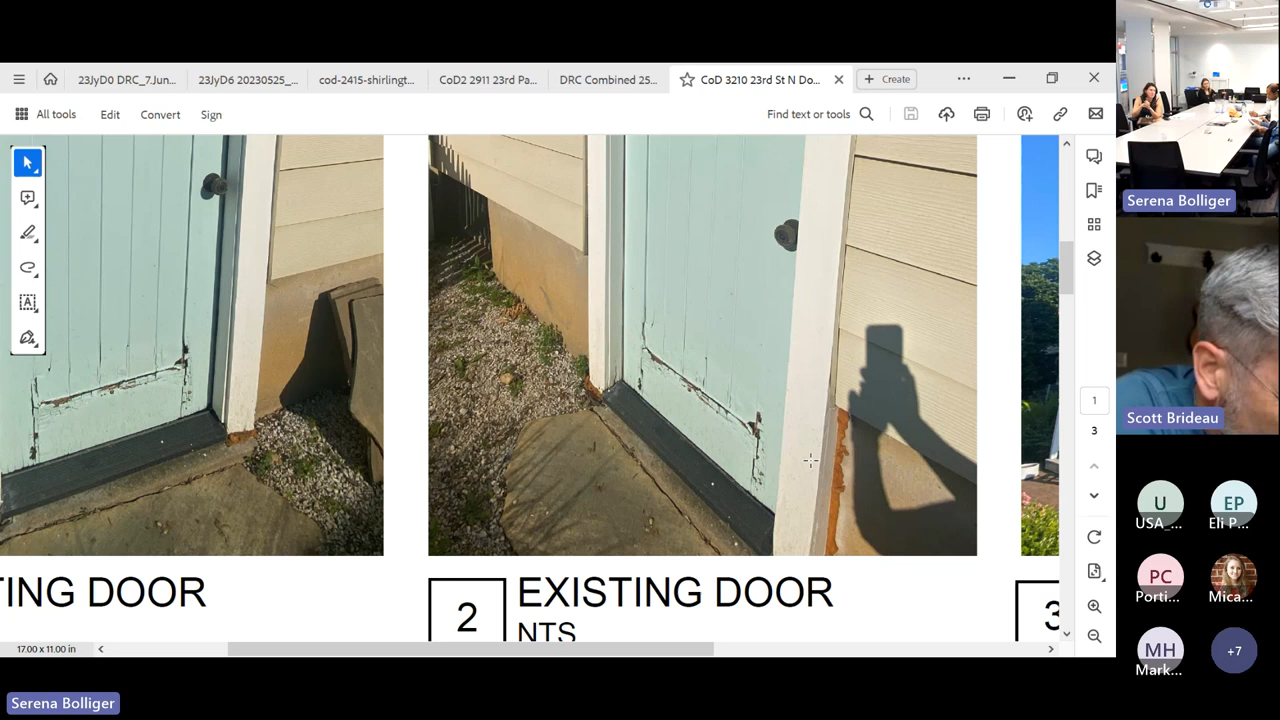 23JyD0 DRC_7.Jun...
23JyD6 20230525_...
cod-2415-shirlingt...
CoD2 2911 23rd Pa...
DRC Combined 25...
CoD 3210 23rd St N Do...
Create
All tools
Edit
Convert
Sign
Find text or tools
Serena Bolliger
Scott Brideau
1
3
U
USA_...
EP
Eli P...
PC
Porti...
Mica...
MH
Mark...
+7
TING DOOR
2
EXISTING DOOR
NTS
3
17.00 x 11.00 in
Serena Bolliger